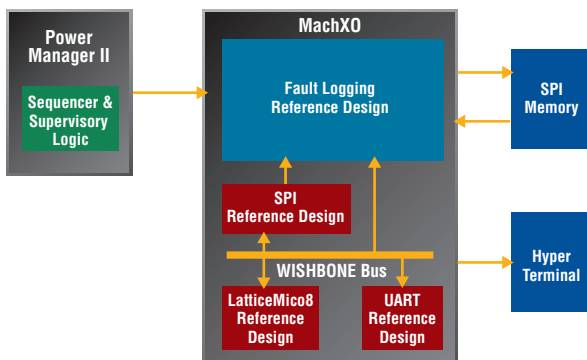 Power
Manager II
Sequencer &
Supervisory
Logic
MachXO
Fault Logging
Reference Design
SPI
Reference Design
WISHBONE Bus
LatticeMico8
Reference
Design
UART
Reference
Design
SPI
Memory
Hyper
Terminal